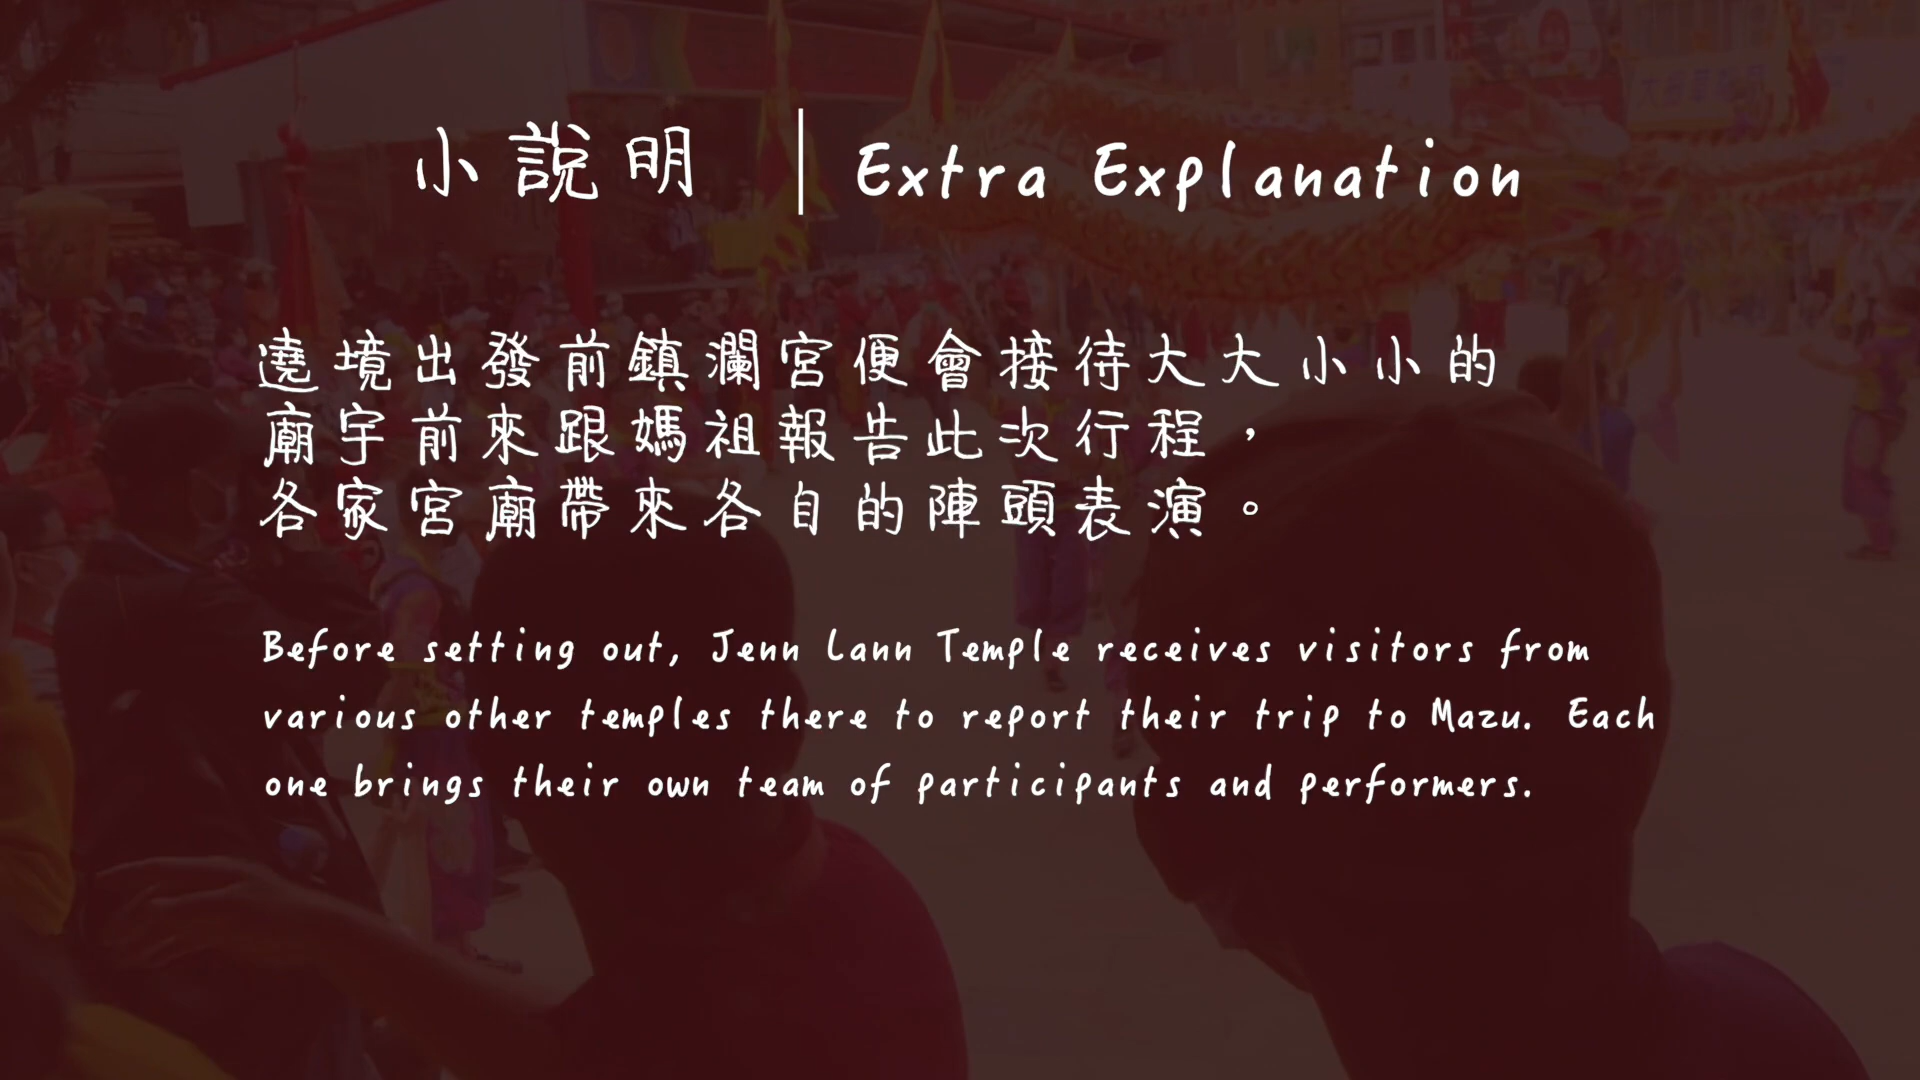 小說明 | Extra Explanation
遶境出發前鎮瀾宮便會接待大大小小的
廟宇前來跟媽祖報告此次行程，
各家宮廟帶來各自的陣頭表演。
Before setting out, Jenn Lann Temple receives visitors from
various other temples there to report their trip to Mazu. Each
one brings their own team of participants and performers.